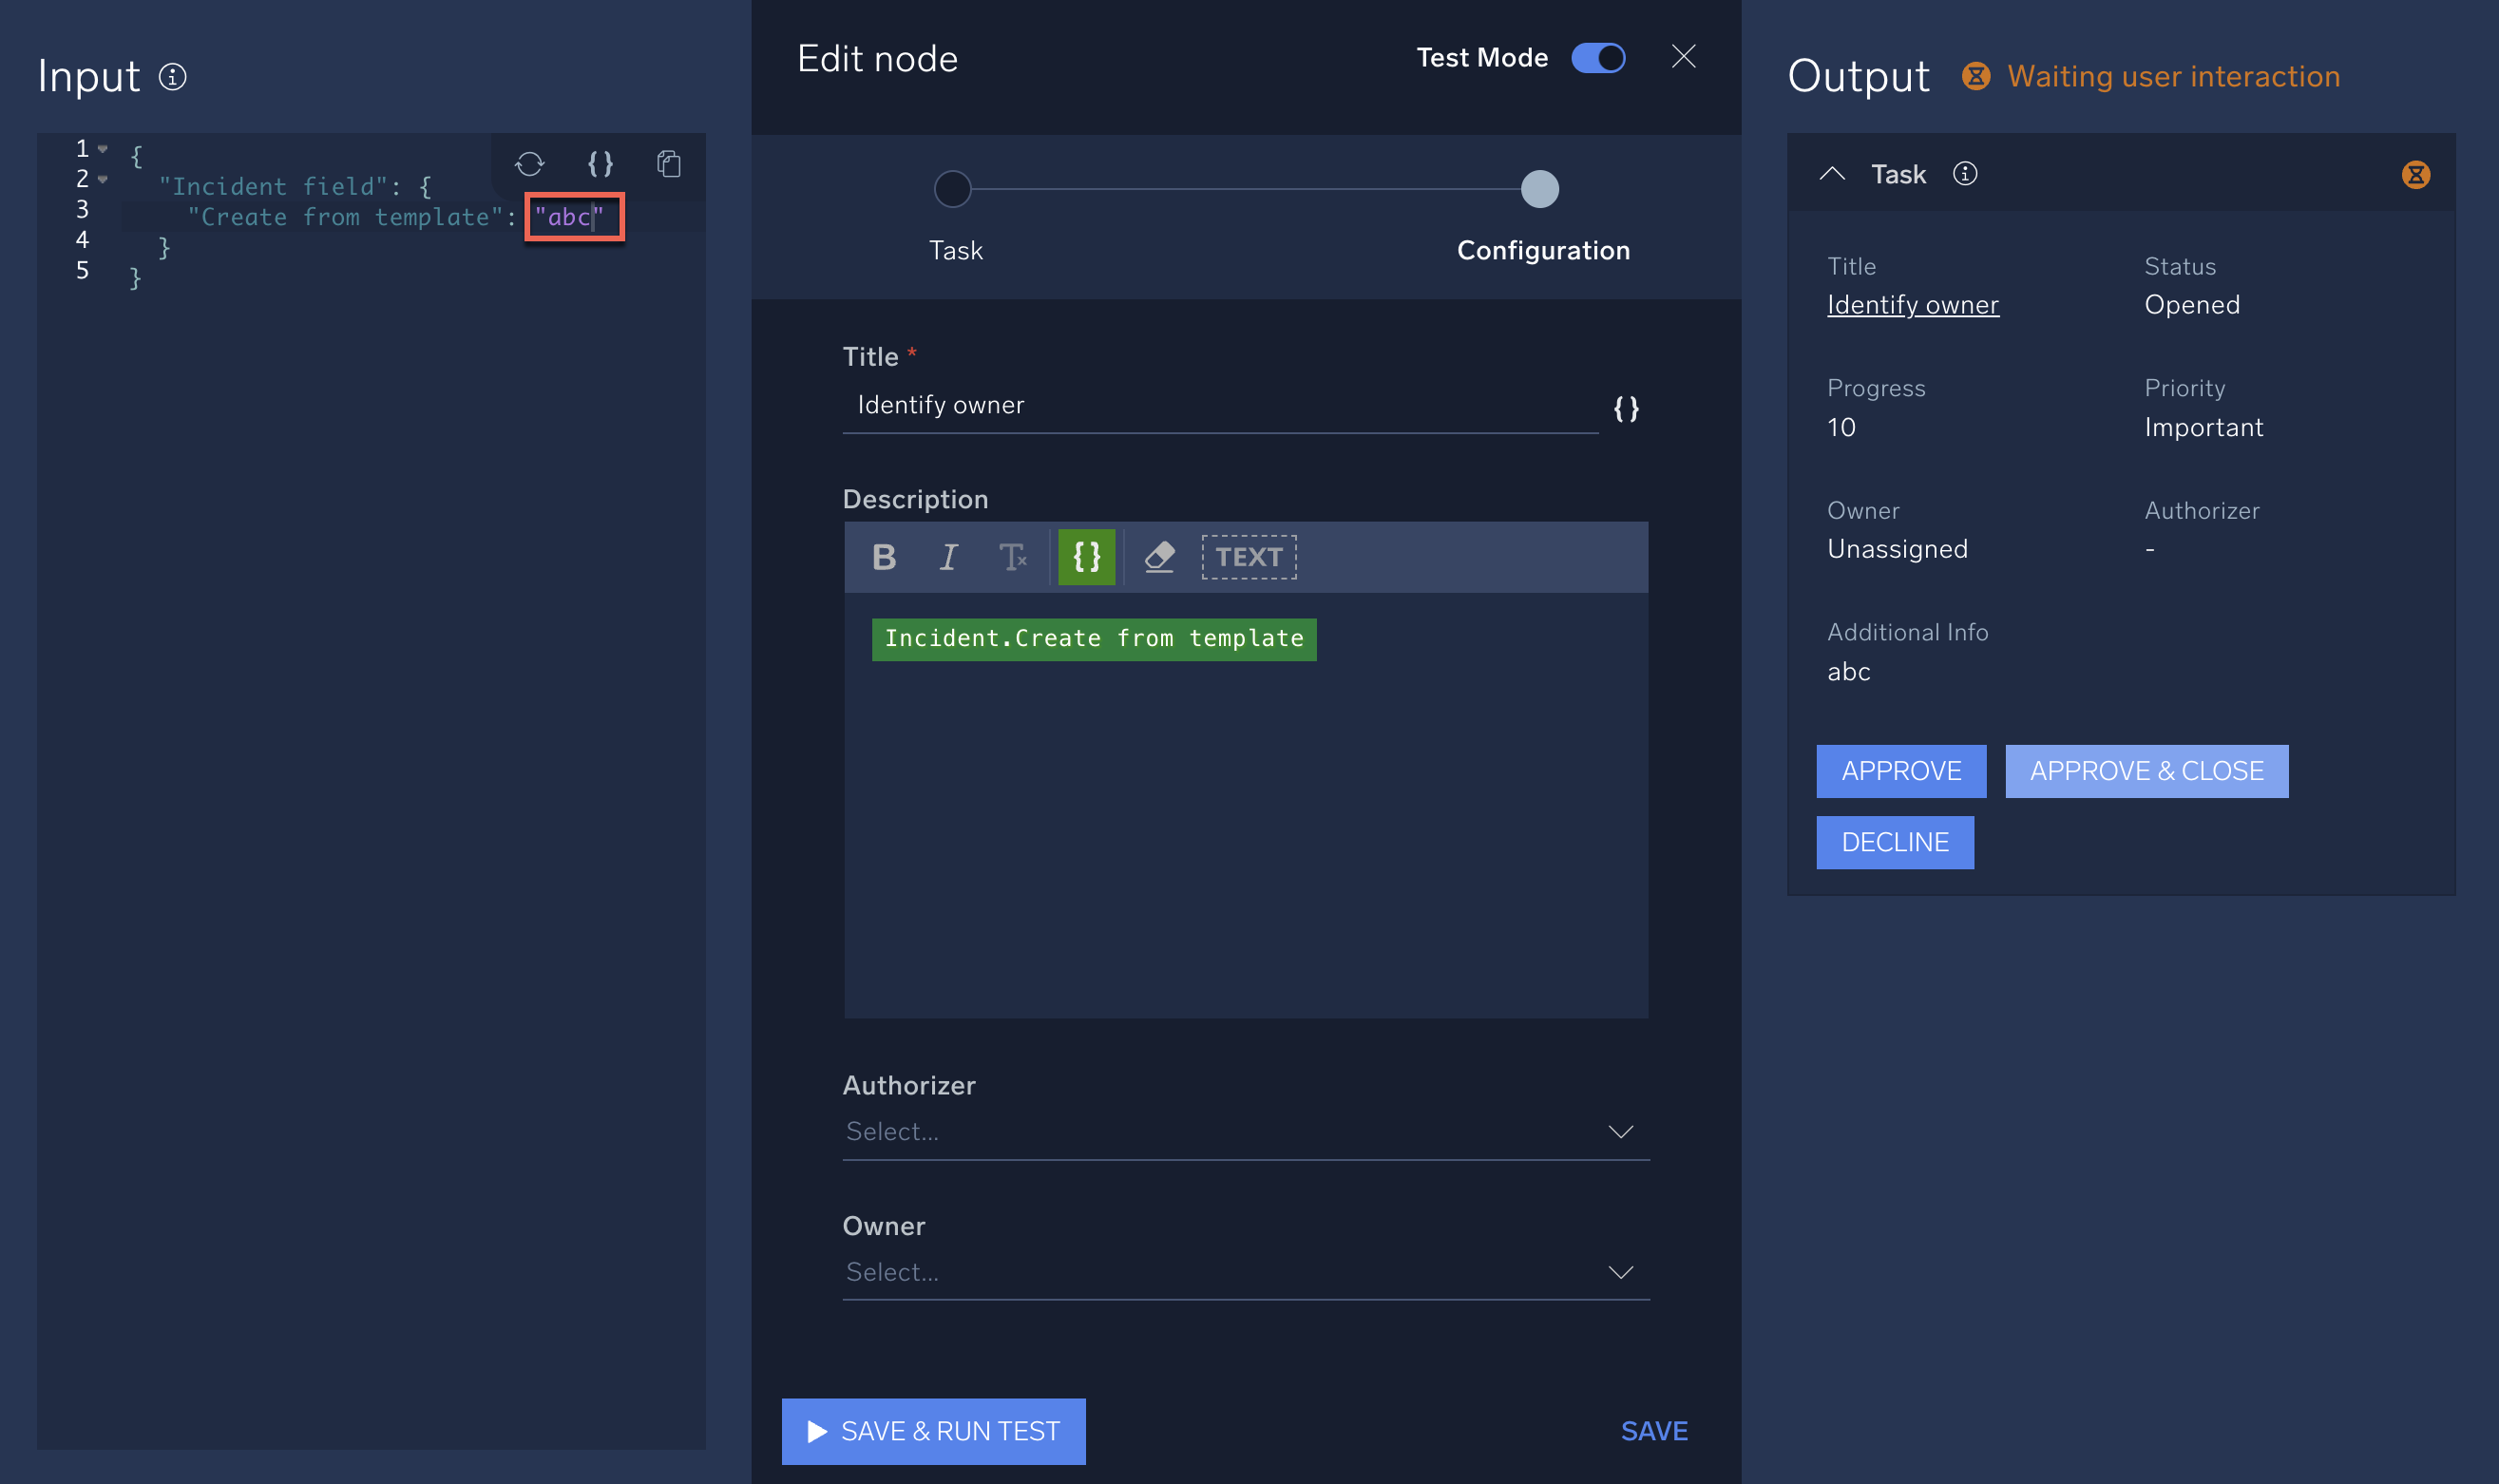 Input
1 {
2 "Incident field": {
3 "Create from template": "abc"
4 }
5 }
Edit node
Test Mode
Task
Configuration
Title *
Identify owner
{}
Description
B I Tx {} TEXT
Incident.Create from template
Authorizer
Select...
Owner
Select...
SAVE & RUN TEST
SAVE
Output
Waiting user interaction
Task
Title
Status
Identify owner
Opened
Progress
Priority
10
Important
Owner
Authorizer
Unassigned
-
Additional Info
abc
APPROVE
APPROVE & CLOSE
DECLINE